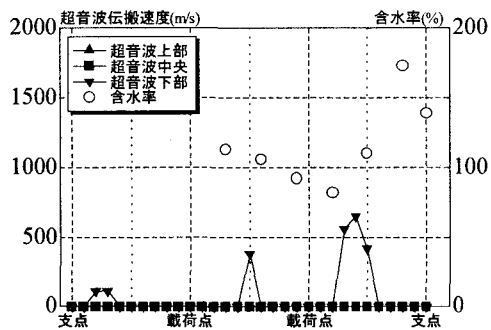 超音波伝搬速度(m/s)
含水率(%)
2000
200
超音波上部
超音波中央
超音波下部
含水率
1500
1000
100
500
0
0
支点
載荷点
載荷点
支点